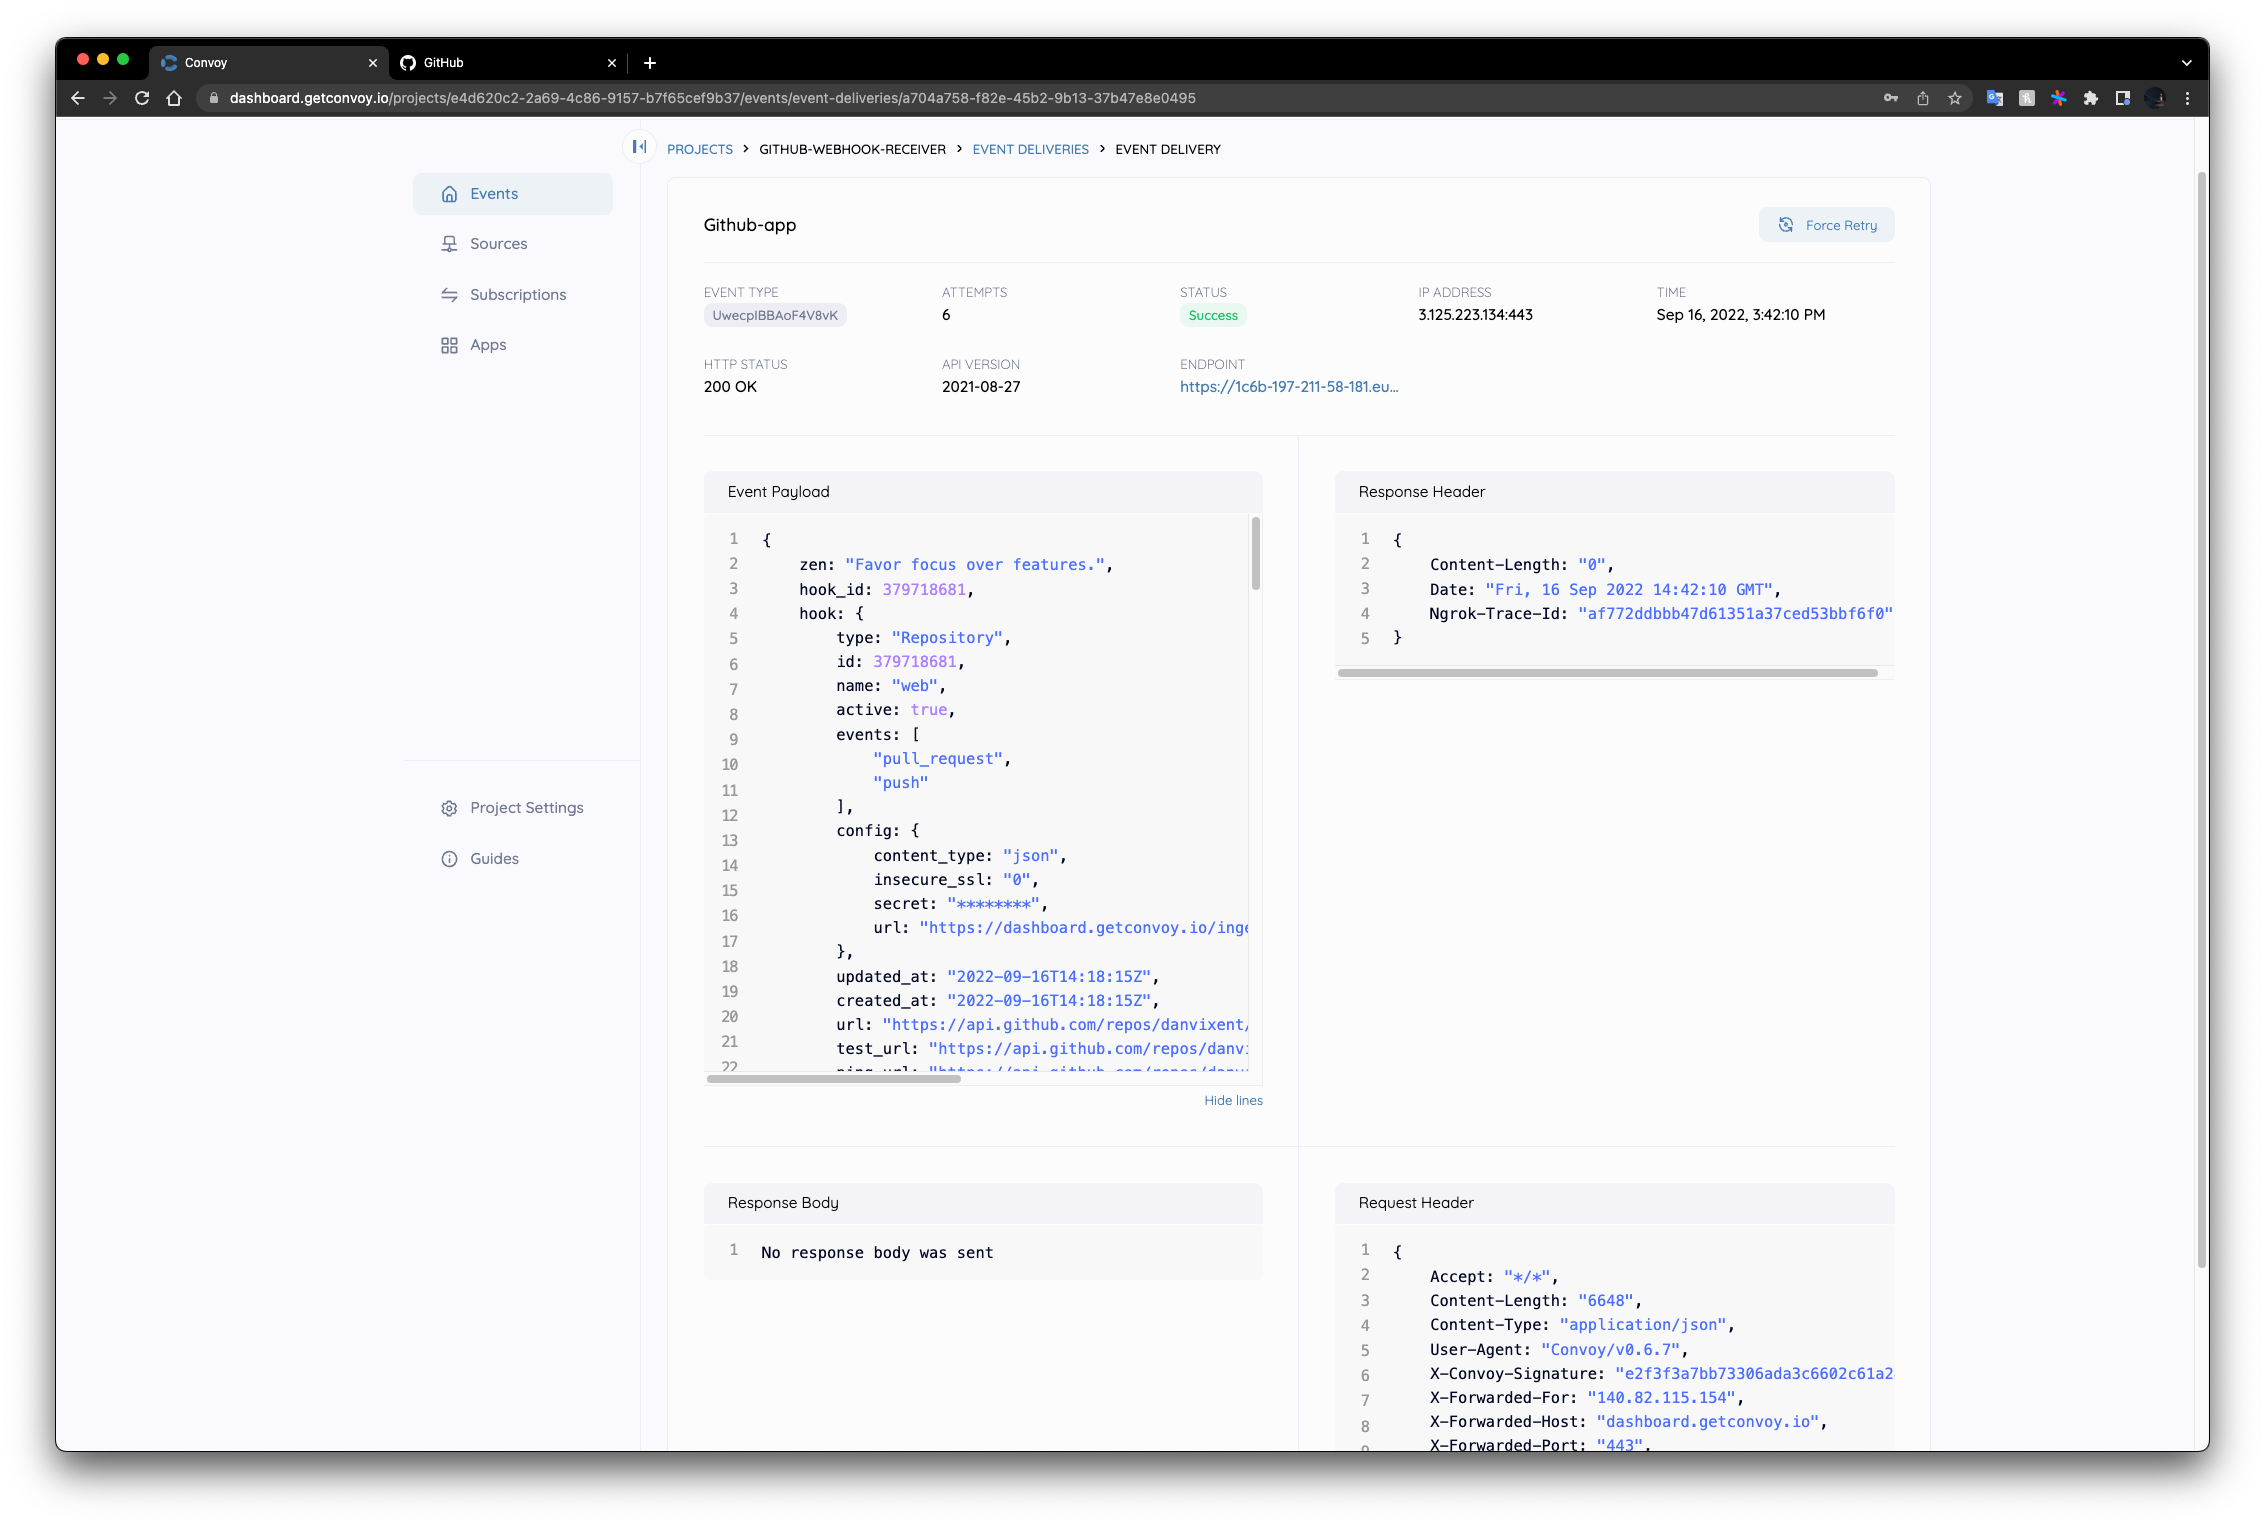 Convoy
GitHub
dashboard.getconvoy.io/projects/e4d620c2-2a69-4c86-9157-b7f65cef9b37/events/event-deliveries/a704a758-f82e-45b2-9b13-37b47e8e0495
PROJECTS > GITHUB-WEBHOOK-RECEIVER > EVENT DELIVERIES > EVENT DELIVERY
Events
Sources
Subscriptions
Apps
Project Settings
Guides
Github-app
Force Retry
EVENT TYPE
UwecpIBBAoF4V8vK
ATTEMPTS
6
STATUS
Success
IP ADDRESS
3.125.223.134:443
TIME
Sep 16, 2022, 3:42:10 PM
HTTP STATUS
200 OK
API VERSION
2021-08-27
ENDPOINT
https://1c6b-197-211-58-181.eu...
Event Payload
1 {
2 zen: "Favor focus over features.",
3 hook_id: 379718681,
4 hook: {
5 type: "Repository",
6 id: 379718681,
7 name: "web",
8 active: true,
9 events: [
10 "pull_request",
11 "push"
12 ],
13 config: {
14 content_type: "json",
15 insecure_ssl: "0",
16 secret: "********",
17 url: "https://dashboard.getconvoy.io/inge
18 },
19 updated_at: "2022-09-16T14:18:15Z",
20 created_at: "2022-09-16T14:18:15Z",
21 url: "https://api.github.com/repos/danvixent/
22 test_url: "https://api.github.com/repos/danvi
ping_url: "https://api.github.com/repos/danvi
Hide lines
Response Header
1 {
2 Content-Length: "0",
3 Date: "Fri, 16 Sep 2022 14:42:10 GMT",
4 Ngrok-Trace-Id: "af772ddbbb47d61351a37ced53bbf6f0"
5 }
Response Body
1 No response body was sent
Request Header
1 {
2 Accept: "*/*",
3 Content-Length: "6648",
4 Content-Type: "application/json",
5 User-Agent: "Convoy/v0.6.7",
6 X-Convoy-Signature: "e2f3f3a7bb73306ada3c6602c61a2
7 X-Forwarded-For: "140.82.115.154",
8 X-Forwarded-Host: "dashboard.getconvoy.io",
9 X-Forwarded-Port: "443",